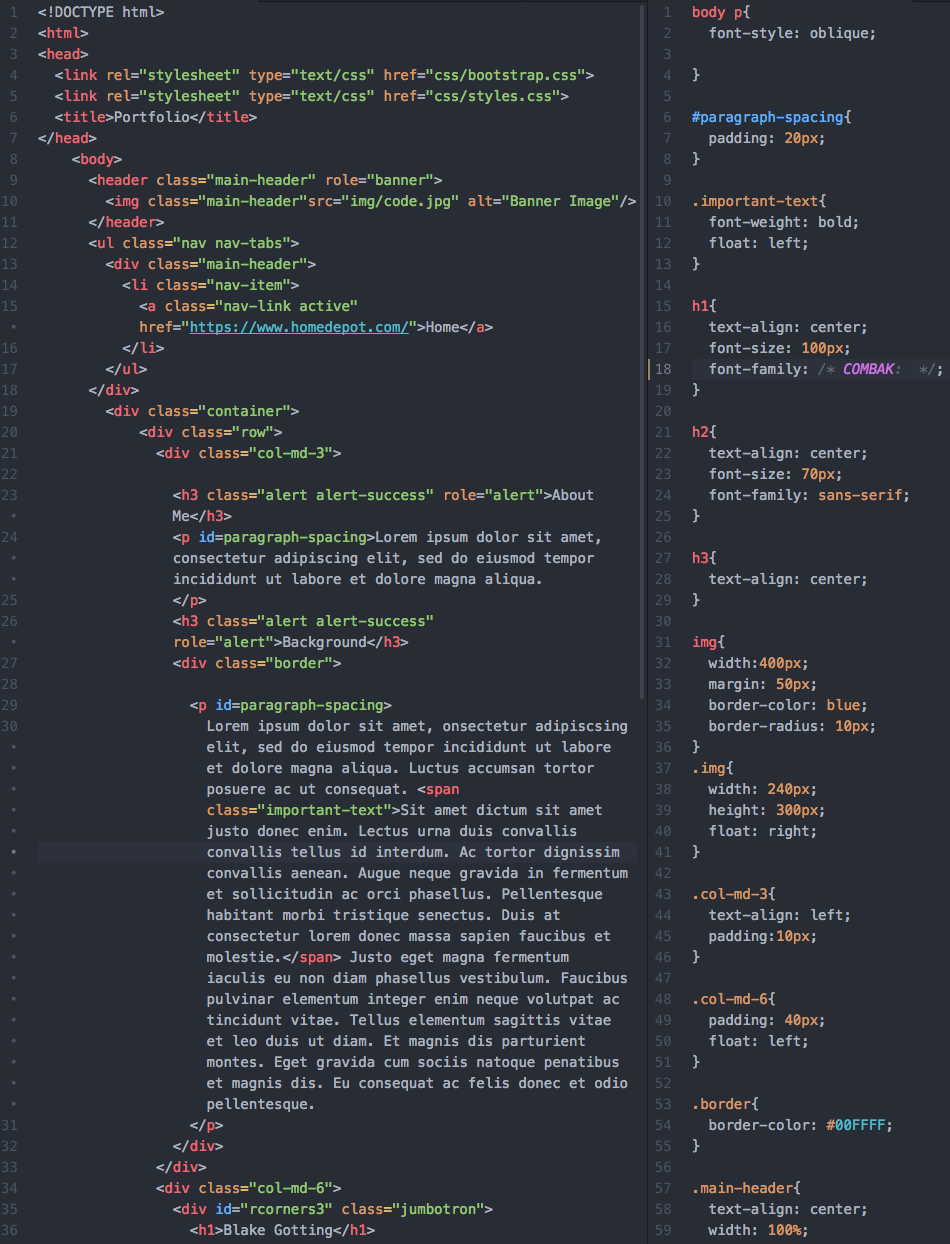 1 <!DOCTYPE html>
2 <html>
3 <head>
4 <link rel="stylesheet" type="text/css" href="css/bootstrap.css">
5 <link rel="stylesheet" type="text/css" href="css/styles.css">
6 <title>Portfolio</title>
7 </head>
8 <body>
9 <header class="main-header" role="banner">
10 <img class="main-header"src="img/code.jpg" alt="Banner Image"/>
11 </header>
12 <ul class="nav nav-tabs">
13 <div class="main-header">
14 <li class="nav-item">
15 <a class="nav-link active"
• href="https://www.homedepot.com/">Home</a>
16 </li>
17 </ul>
18 </div>
19 <div class="container">
20 <div class="row">
21 <div class="col-md-3">
22
23 <h3 class="alert alert-success" role="alert">About
• Me</h3>
24 <p id=paragraph-spacing>Lorem ipsum dolor sit amet,
• consectetur adipiscing elit, sed do eiusmod tempor
• incididunt ut labore et dolore magna aliqua.
25 </p>
26 <h3 class="alert alert-success"
• role="alert">Background</h3>
27 <div class="border">
28
29 <p id=paragraph-spacing>
30 Lorem ipsum dolor sit amet, onsectetur adipiscsing
• elit, sed do eiusmod tempor incididunt ut labore
• et dolore magna aliqua. Luctus accumsan tortor
• posuere ac ut consequat. <span
• class="important-text">Sit amet dictum sit amet
• justo donec enim. Lectus urna duis convallis
• convallis tellus id interdum. Ac tortor dignissim
• convallis aenean. Augue neque gravida in fermentum
• et sollicitudin ac orci phasellus. Pellentesque
• habitant morbi tristique senectus. Duis at
• consectetur lorem donec massa sapien faucibus et
• molestie.</span> Justo eget magna fermentum
• iaculis eu non diam phasellus vestibulum. Faucibus
• pulvinar elementum integer enim neque volutpat ac
• tincidunt vitae. Tellus elementum sagittis vitae
• et leo duis ut diam. Et magnis dis parturient
• montes. Eget gravida cum sociis natoque penatibus
• et magnis dis. Eu consequat ac felis donec et odio
• pellentesque.
31 </p>
32 </div>
33 </div>
34 <div class="col-md-6">
35 <div id="rcorners3" class="jumbotron">
36 <h1>Blake Gotting</h1>
1 body p{
2 font-style: oblique;
3
4 }
5
6 #paragraph-spacing{
7 padding: 20px;
8 }
9
10 .important-text{
11 font-weight: bold;
12 float: left;
13 }
14
15 h1{
16 text-align: center;
17 font-size: 100px;
18 font-family: /* COMBAK:  */;
19 }
20
21 h2{
22 text-align: center;
23 font-size: 70px;
24 font-family: sans-serif;
25 }
26
27 h3{
28 text-align: center;
29 }
30
31 img{
32 width:400px;
33 margin: 50px;
34 border-color: blue;
35 border-radius: 10px;
36 }
37 .img{
38 width: 240px;
39 height: 300px;
40 float: right;
41 }
42
43 .col-md-3{
44 text-align: left;
45 padding:10px;
46 }
47
48 .col-md-6{
49 padding: 40px;
50 float: left;
51 }
52
53 .border{
54 border-color: #00FFFF;
55 }
56
57 .main-header{
58 text-align: center;
59 width: 100%;